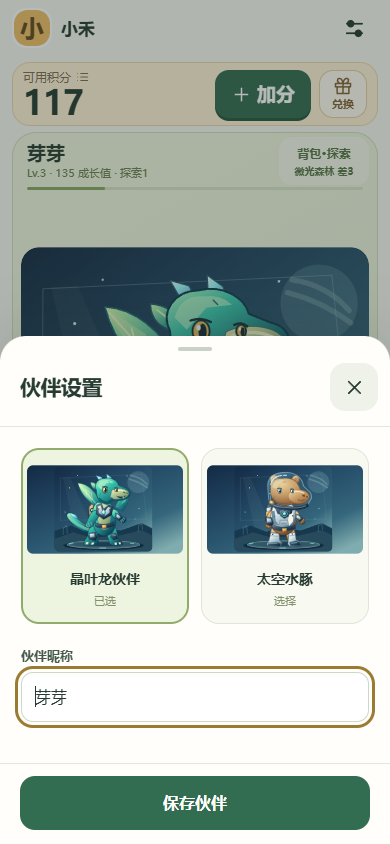 小 小禾
可用积分
117
加分
兑换
芽芽
Lv.3 · 135 成长值 · 探索1
背包·探索
微光森林 差3
伙伴设置
晶叶龙伙伴
已选
太空水豚
选择
伙伴昵称
芽芽
保存伙伴